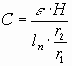 C = ε · H / l_n · r_2 / r_1